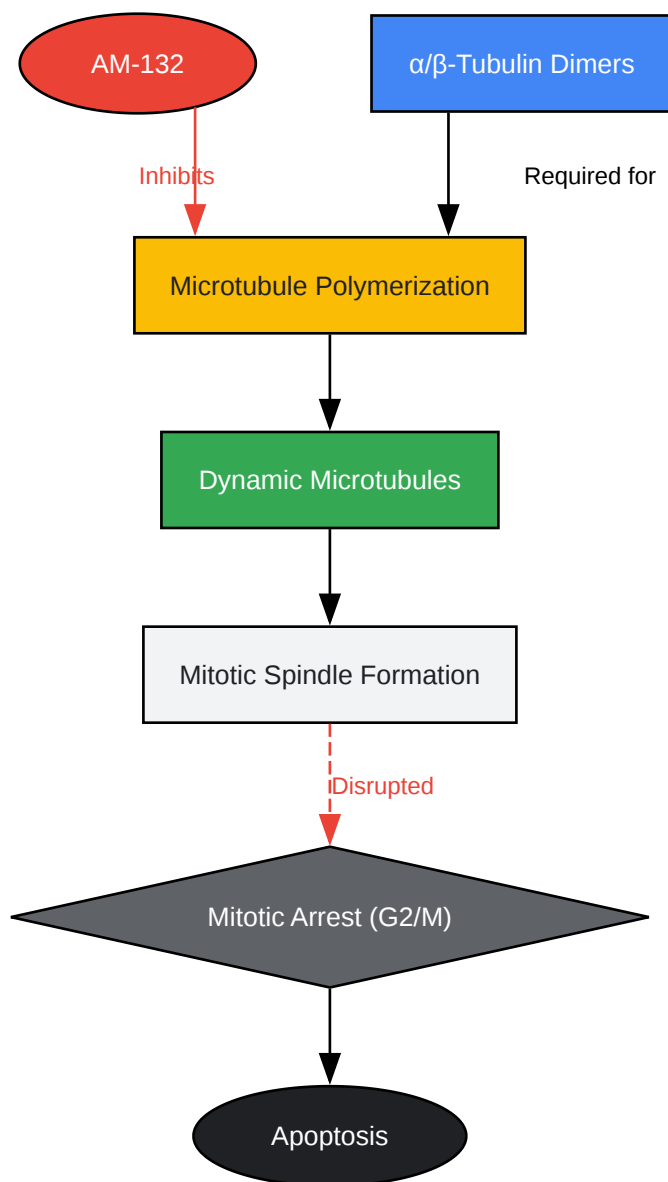 AM-132
α/β-Tubulin Dimers
Inhibits
Required for
Microtubule Polymerization
Dynamic Microtubules
Mitotic Spindle Formation
Disrupted
Mitotic Arrest (G2/M)
Apoptosis